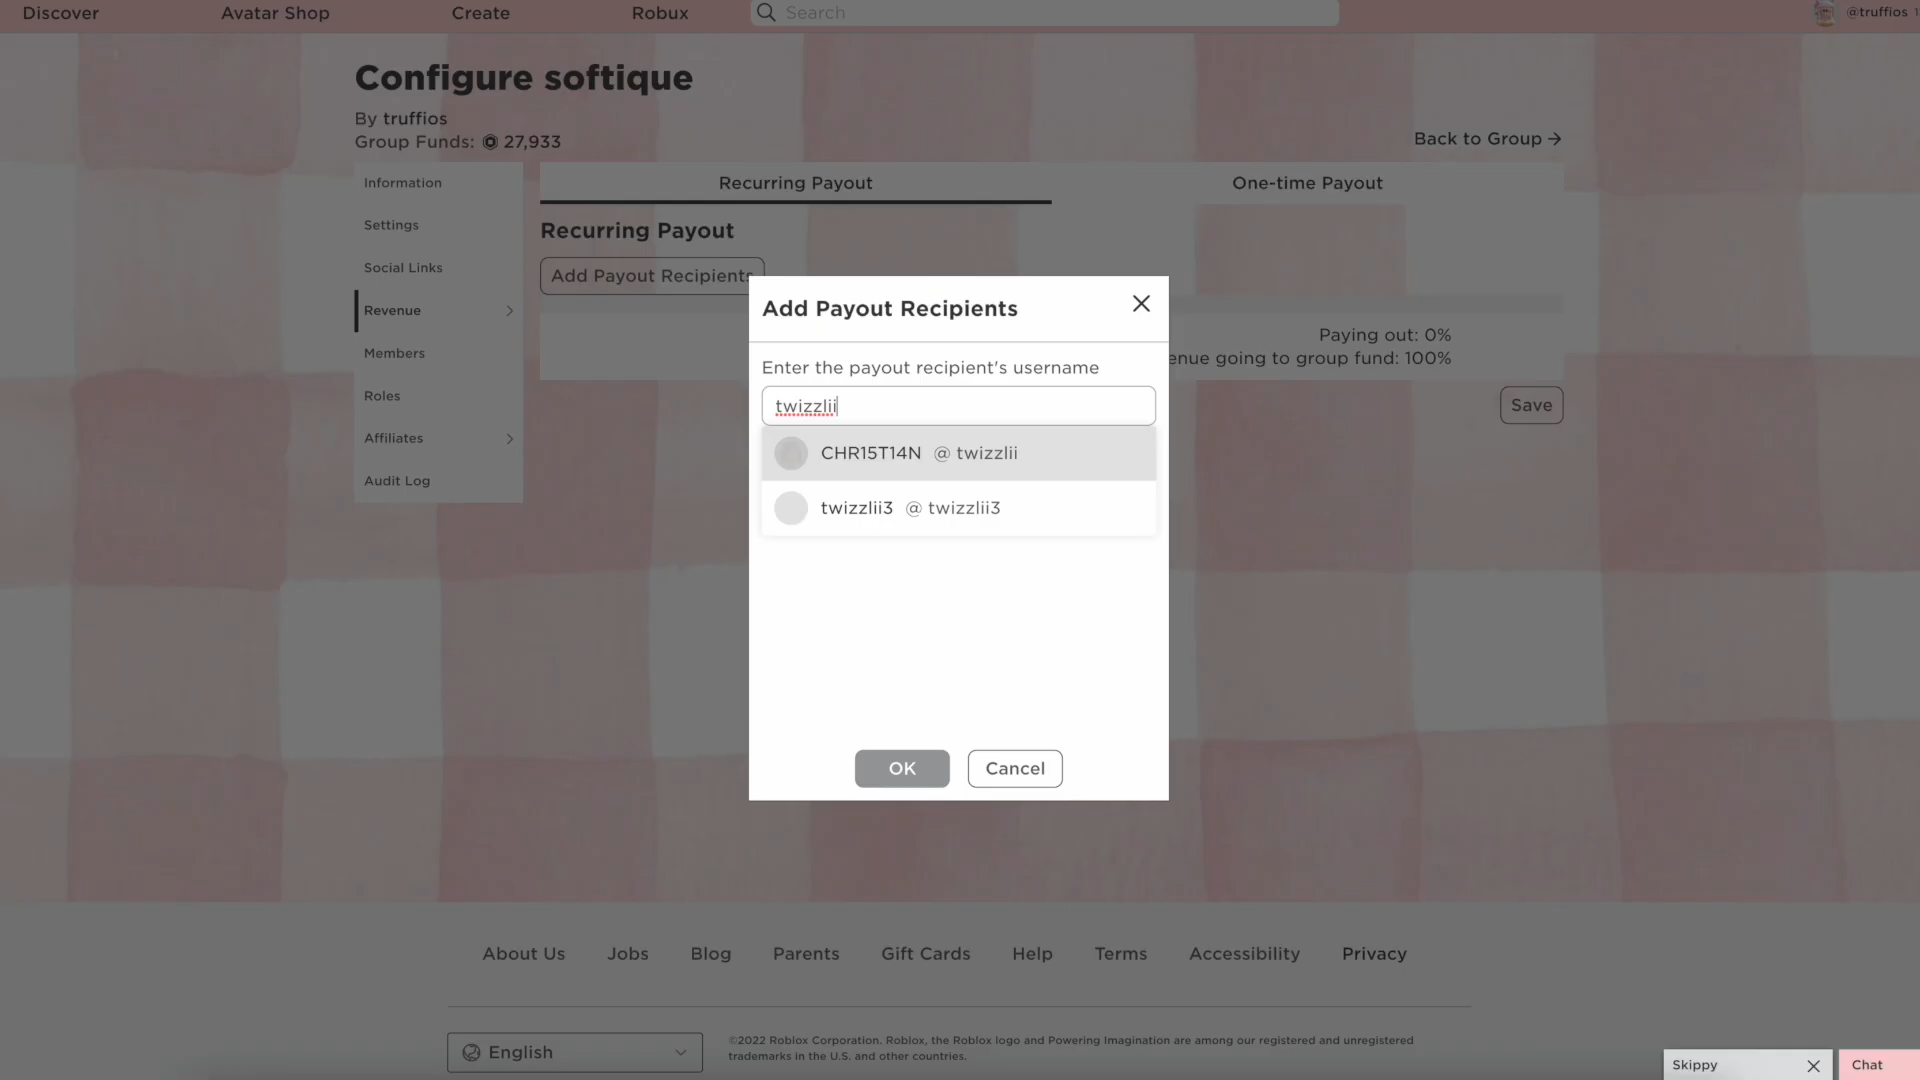 Discover
Avatar Shop
Create
Robux
Search
@truffios
Configure softique
By truffios
Group Funds: 27,933
Back to Group
Information
Settings
Social Links
Revenue
Members
Roles
Affiliates
Audit Log
Recurring Payout
One-time Payout
Recurring Payout
Add Payout Recipients
Paying out: 0%
enue going to group fund: 100%
Save
Add Payout Recipients
Enter the payout recipient's username
twizzlii
CHR15T14N @ twizzlii
twizzlii3 @ twizzlii3
OK
Cancel
About Us
Jobs
Blog
Parents
Gift Cards
Help
Terms
Accessibility
Privacy
English
©2022 Roblox Corporation. Roblox, the Roblox logo and Powering Imagination are among our registered and unregistered
trademarks in the U.S. and other countries.
Skippy
Chat